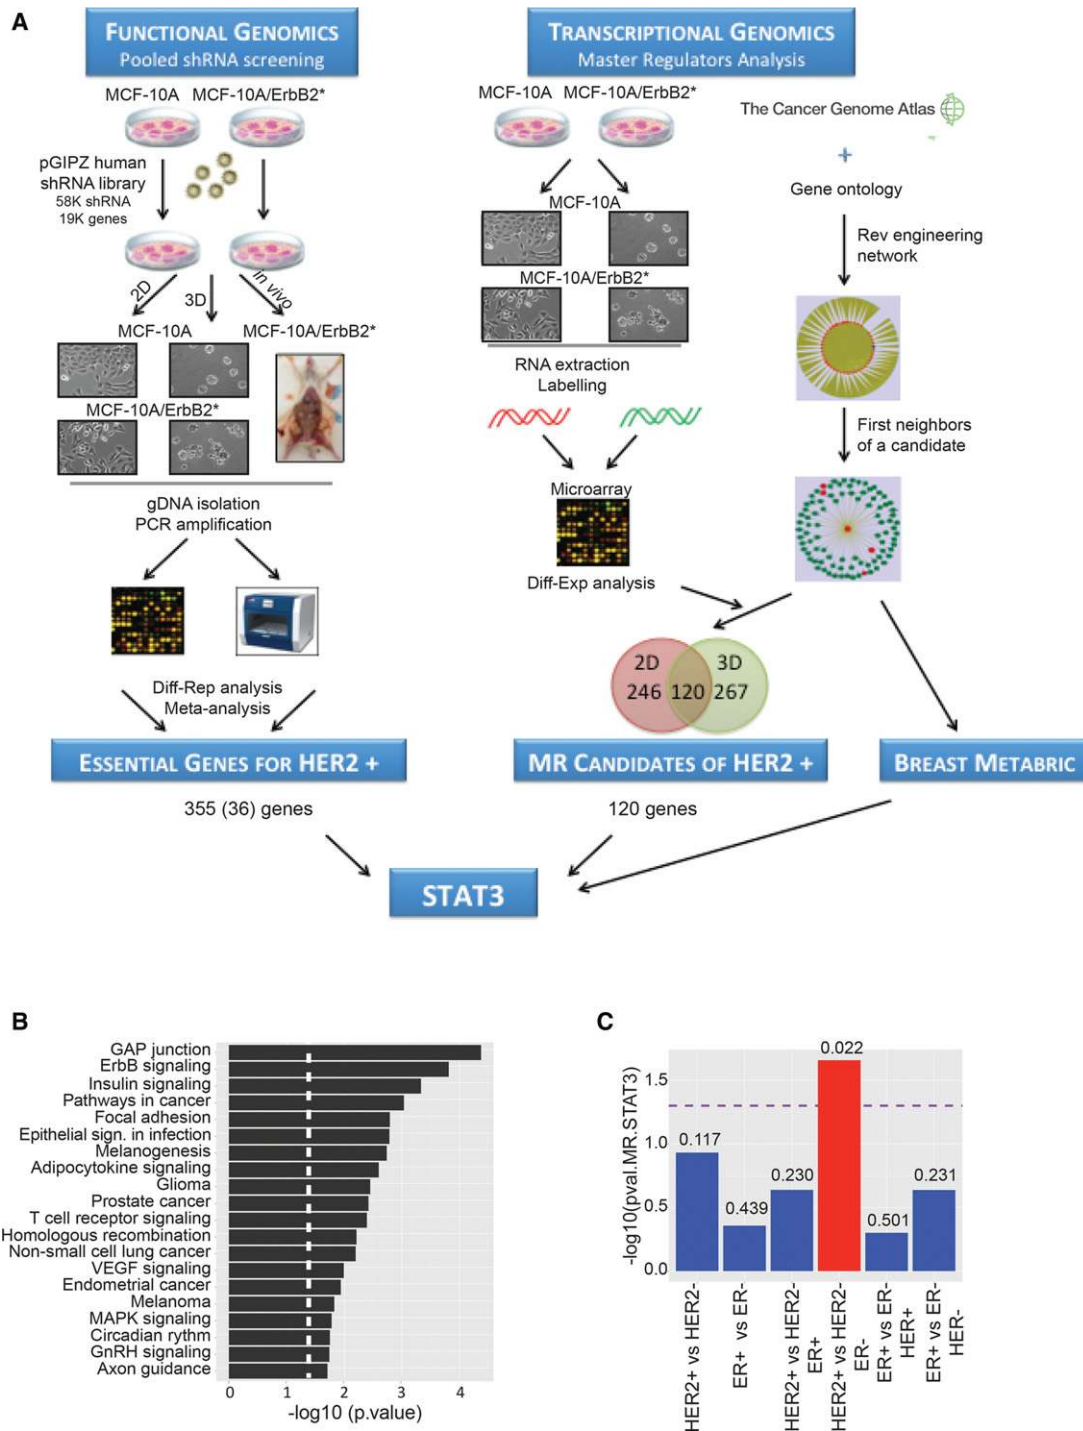 A
FUNCTIONAL GENOMICS
Pooled shRNA screening
MCF-10A
MCF-10A/ErbB2*
pGIPZ human
shRNA library
58K shRNA
19K genes
2D
3D
in vivo
MCF-10A
MCF-10A/ErbB2*
MCF-10A/ErbB2*
gDNA isolation
PCR amplification
Diff-Rep analysis
Meta-analysis
ESSENTIAL GENES FOR HER2 +
355 (36) genes
TRANSCRIPTIONAL GENOMICS
Master Regulators Analysis
MCF-10A
MCF-10A/ErbB2*
MCF-10A
MCF-10A/ErbB2*
RNA extraction
Labelling
Microarray
Diff-Exp analysis
The Cancer Genome Atlas
+
Gene ontology
Rev engineering
network
First neighbors
of a candidate
2D
3D
246
120
267
MR CANDIDATES OF HER2 +
BREAST METABRIC
120 genes
STAT3
B
GAP junction
ErbB signaling
Insulin signaling
Pathways in cancer
Focal adhesion
Epithelial sign. in infection
Melanogenesis
Adipocytokine signaling
Glioma
Prostate cancer
T cell receptor signaling
Homologous recombination
Non-small cell lung cancer
VEGF signaling
Endometrial cancer
Melanoma
MAPK signaling
Circadian rythm
GnRH signaling
Axon guidance
0 1 2 3 4
-log10 (p.value)
C
-log10(pval.MR.STAT3)
1.5
1.0
0.5
0.0
0.117
0.439
0.230
0.022
0.501
0.231
HER2+ vs HER2-
ER+ vs ER-
HER2+ vs HER2-
ER+
HER2+ vs HER2-
ER-
ER+ vs ER-
HER+
ER+ vs ER-
HER-